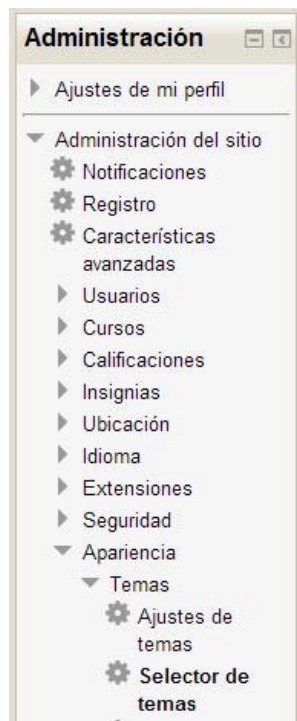 Administración
Ajustes de mi perfil
Administración del sitio
Notificaciones
Registro
Características
avanzadas
Usuarios
Cursos
Calificaciones
Insignias
Ubicación
Idioma
Extensiones
Seguridad
Apariencia
Temas
Ajustes de
temas
Selector de
temas